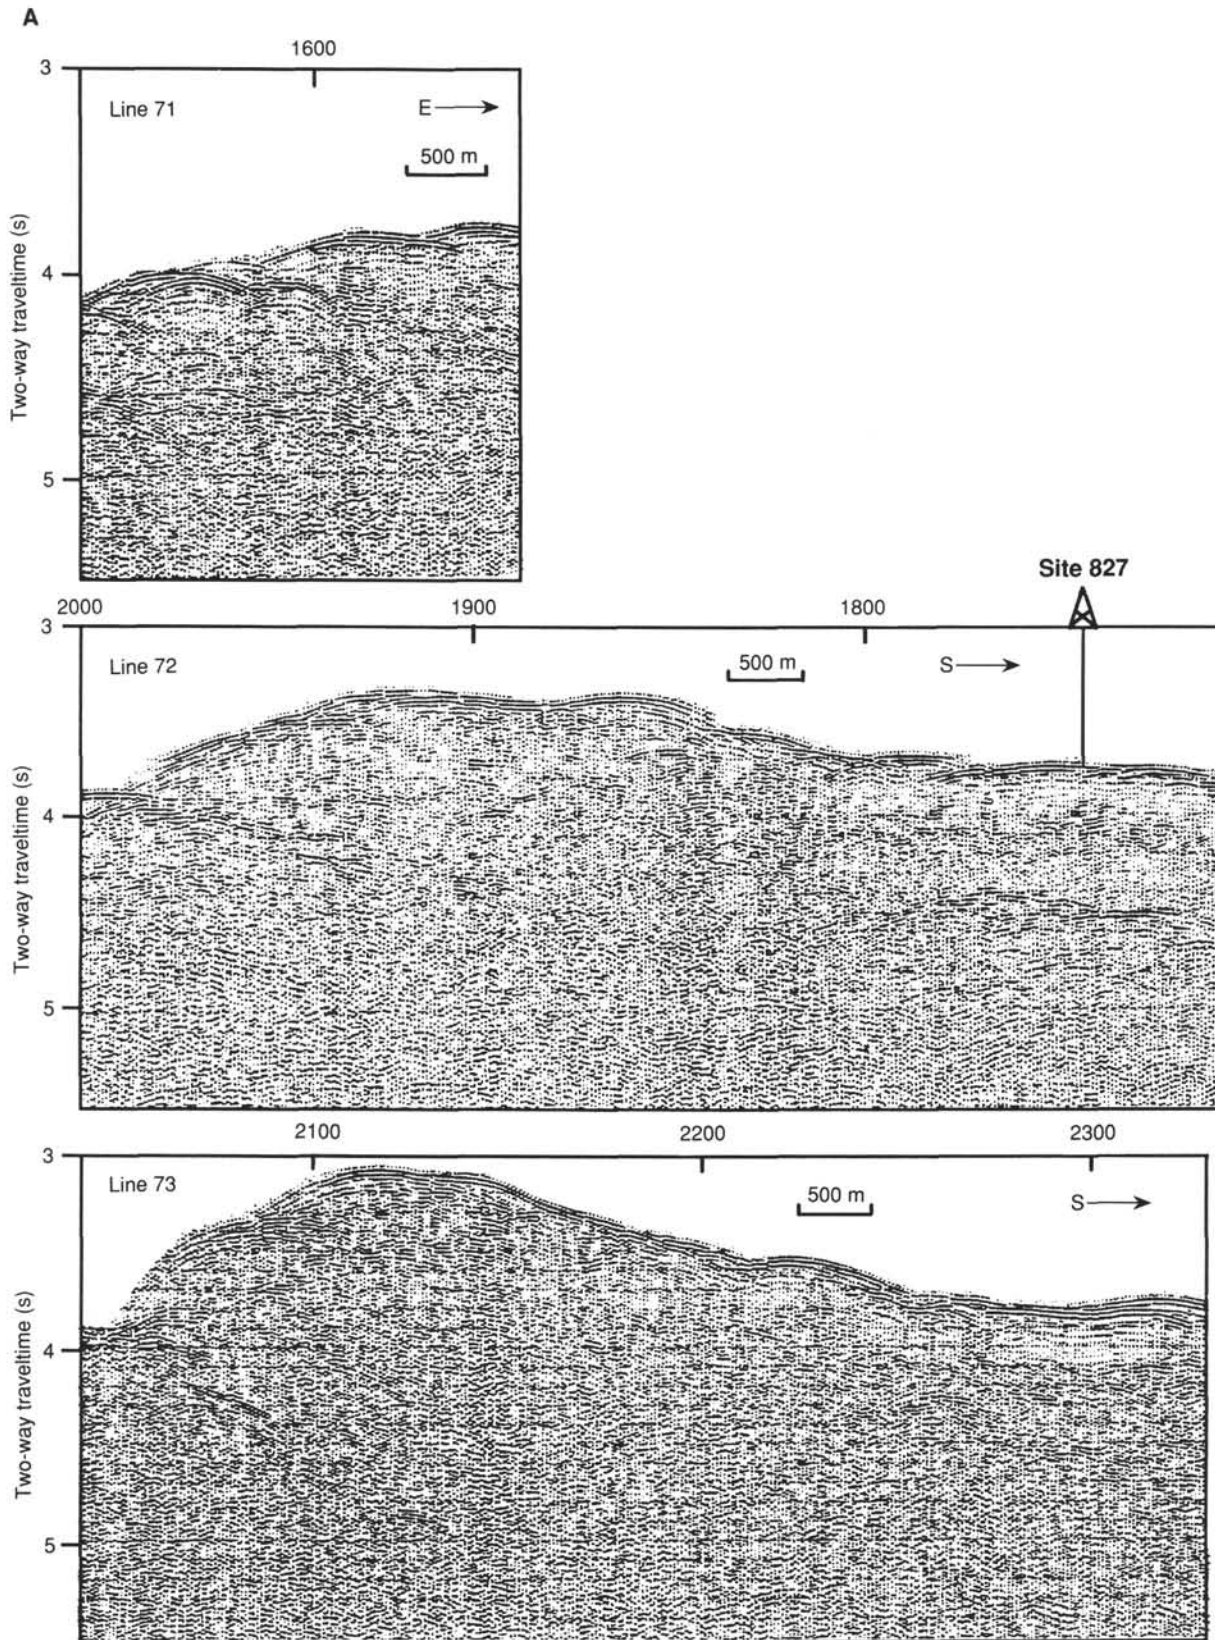 A
1600
3
Line 71
E
500 m
Two-way traveltime (s)
4
5
Site 827
2000
1900
1800
3
Line 72
500 m
S
Two-way traveltime (s)
4
5
2100
2200
2300
3
Line 73
500 m
S
Two-way traveltime (s)
4
5